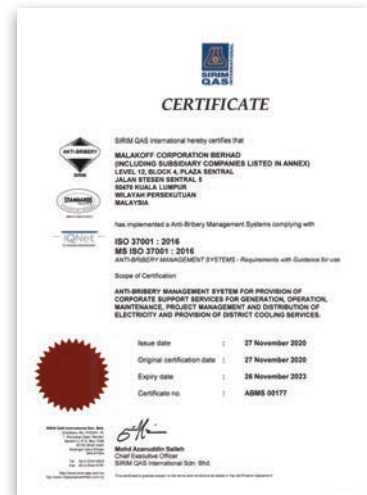 SIRIM
QAS
INTERNATIONAL
CERTIFICATE
SIRIM QAS International hereby certifies that
MALAKOFF CORPORATION BERHAD
(INCLUDING SUBSIDIARY COMPANIES LISTED IN ANNEX)
LEVEL 12, BLOCK 4, PLAZA SENTRAL
JALAN STESEN SENTRAL 5
50470 KUALA LUMPUR
WILAYAH PERSEKUTUAN
MALAYSIA
ANTI-BRIBERY
SIRIM
STANDARDS
IQNet
has implemented a Anti-Bribery Management Systems complying with
ISO 37001 : 2016
MS ISO 37001 : 2016
ANTI-BRIBERY MANAGEMENT SYSTEMS - Requirements with Guidance for use
Scope of Certification
ANTI-BRIBERY MANAGEMENT SYSTEM FOR PROVISION OF
CORPORATE SUPPORT SERVICES FOR GENERATION, OPERATION,
MAINTENANCE, PROJECT MANAGEMENT AND DISTRIBUTION OF
ELECTRICITY AND PROVISION OF DISTRICT COOLING SERVICES.
Issue date : 27 November 2020
Original certification date : 27 November 2020
Expiry date : 26 November 2023
Certificate no. : ABMS 00177
Mohd Azanuddin Salleh
Chief Executive Officer
SIRIM QAS International Sdn. Bhd.